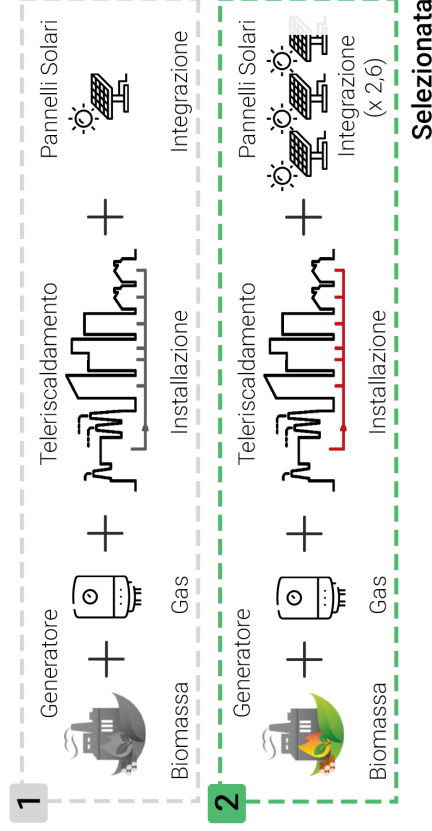 1
Generatore
Teleriscaldamento
Pannelli Solari
+
+
+
Biomassa
Gas
Installazione
Integrazione
2
Generatore
Teleriscaldamento
Pannelli Solari
+
+
+
Biomassa
Gas
Installazione
Integrazione
(x 2,6)
Selezionata